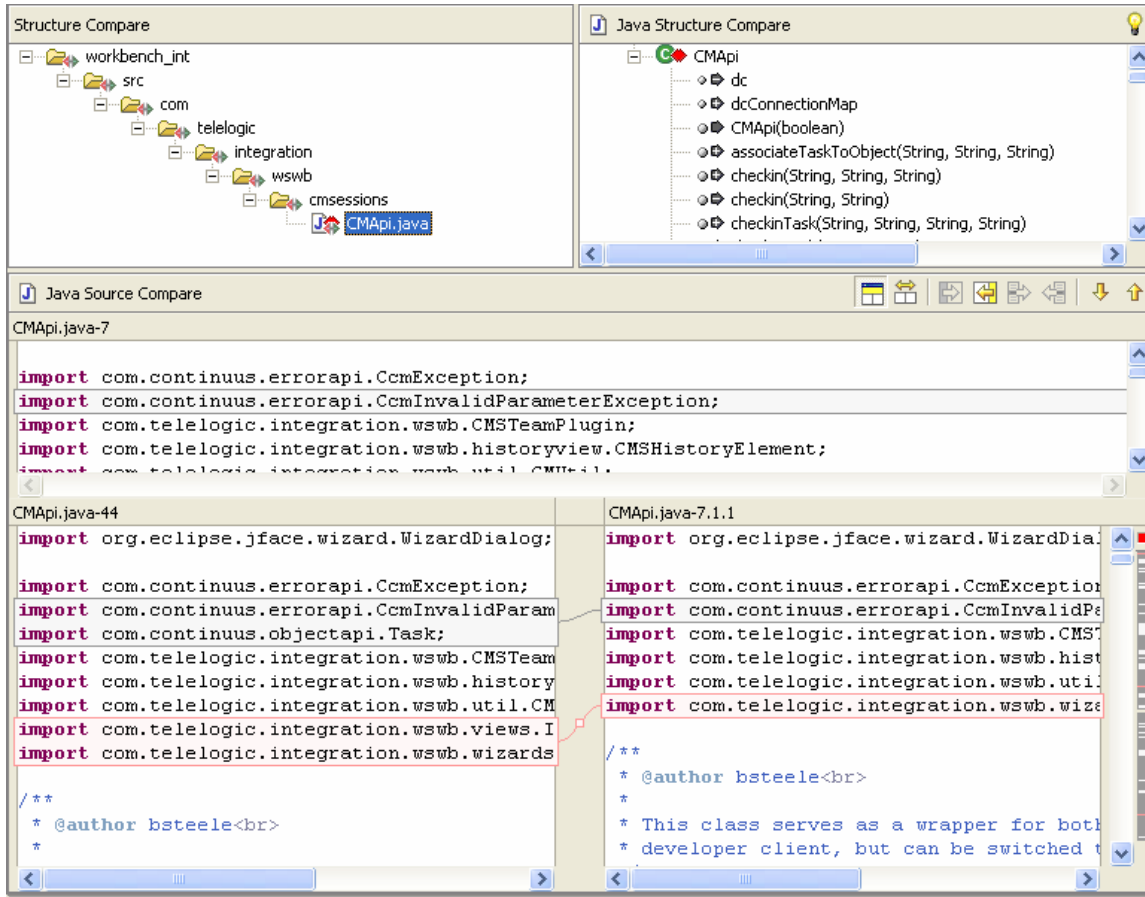 Structure Compare
workbench_int
src
com
telelogic
integration
wswb
cmsessions
CMApi.java
Java Structure Compare
CMApi
dc
dcConnectionMap
CMApi(boolean)
associateTaskToObject(String, String, String)
checkin(String, String, String)
checkin(String, String)
checkinTask(String, String, String, String)
Java Source Compare
CMApi.java-7
import com.continuus.errorapi.CcmException;
import com.continuus.errorapi.CcmInvalidParameterException;
import com.telelogic.integration.wswb.CMSTeamPlugin;
import com.telelogic.integration.wswb.historyview.CMSHistoryElement;
import com.telelogic.integration.wswb.util.CMUtil;
CMApi.java-44
import org.eclipse.jface.wizard.WizardDialog;
import com.continuus.errorapi.CcmException;
import com.continuus.errorapi.CcmInvalidParam
import com.continuus.objectapi.Task;
import com.telelogic.integration.wswb.CMSTeam
import com.telelogic.integration.wswb.history
import com.telelogic.integration.wswb.util.CM
import com.telelogic.integration.wswb.views.I
import com.telelogic.integration.wswb.wizards
/**
* @author bsteele<br>
*
CMApi.java-7.1.1
import org.eclipse.jface.wizard.WizardDial
import com.continuus.errorapi.CcmException
import com.continuus.errorapi.CcmInvalidPa
import com.telelogic.integration.wswb.CMST
import com.telelogic.integration.wswb.hist
import com.telelogic.integration.wswb.util
import com.telelogic.integration.wswb.wiza
/**
* @author bsteele<br>
*
* This class serves as a wrapper for both
* developer client, but can be switched t